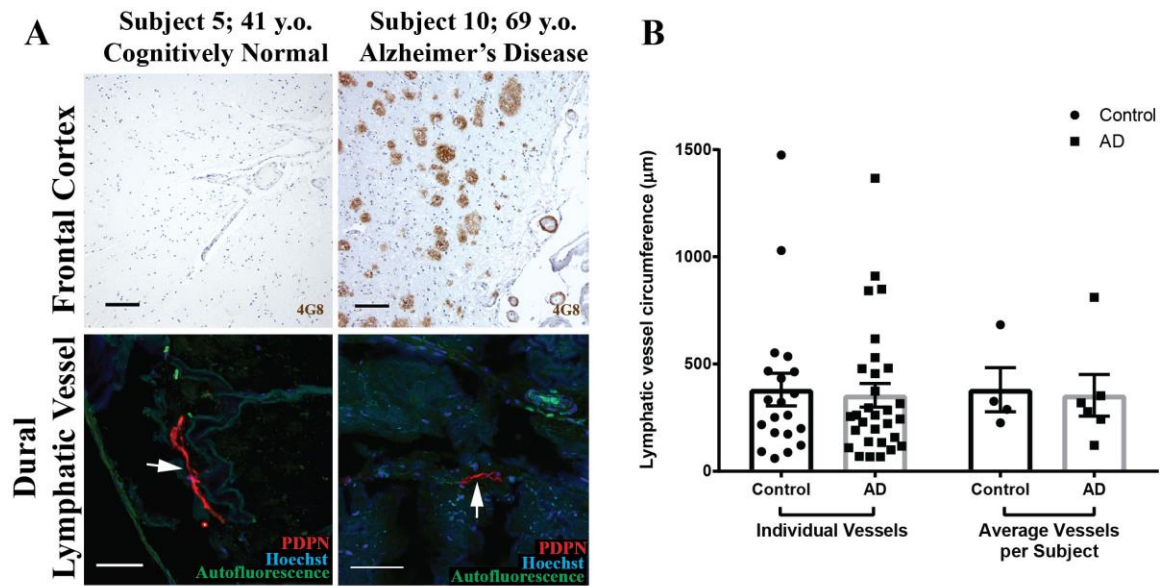 A
Subject 5; 41 y.o.
Cognitively Normal
Subject 10; 69 y.o.
Alzheimer's Disease
Frontal Cortex
4G8
4G8
Dural
Lymphatic Vessel
PDPN
Hoechst
Autofluorescence
PDPN
Hoechst
Autofluorescence
B
Control
AD
Lymphatic vessel circumference (μm)
1500
1000
500
0
Control
AD
Control
AD
Individual Vessels
Average Vessels
per Subject